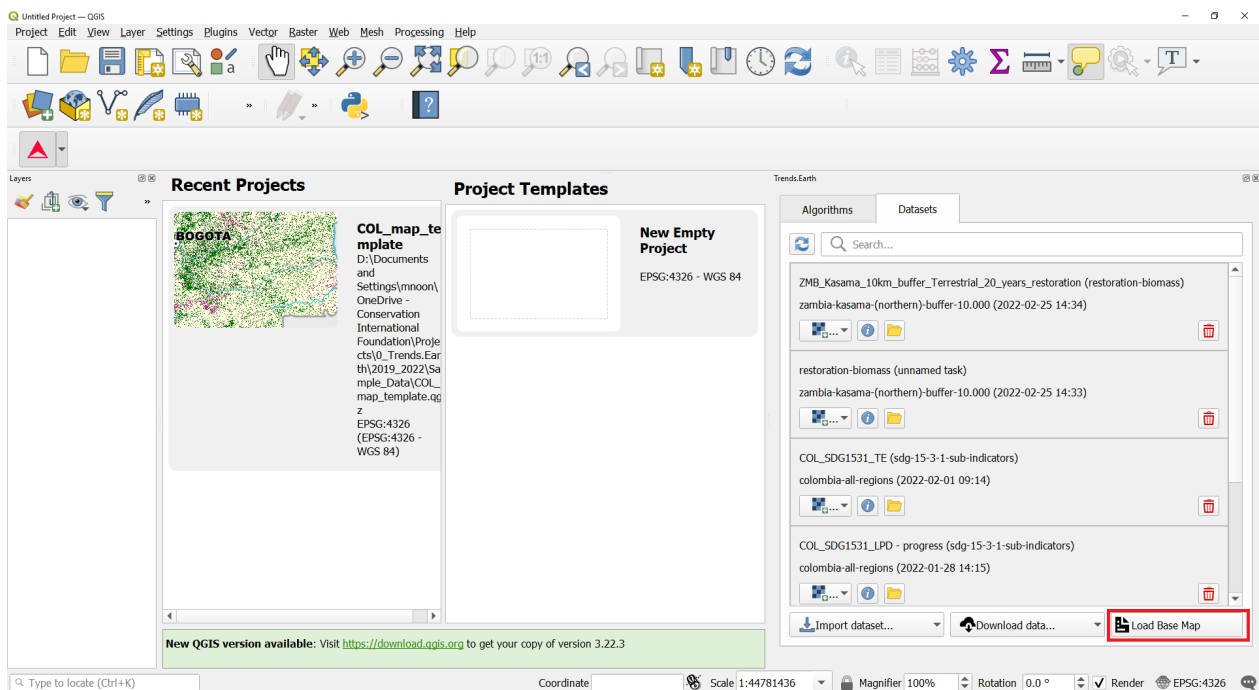 Untitled Project — QGIS
Project Edit View Layer Settings Plugins Vector Raster Web Mesh Processing Help
Layers
Recent Projects
BOGOTA
COL_map_te
mplate
D:\Documents
and
Settings\mnoon\
OneDrive -
Conservation
International
Foundation\Proje
cts\0_Trends.Ear
th\2019_2022\Sa
mple_Data\COL_
map_template.qg
z
EPSG:4326
(EPSG:4326 -
WGS 84)
Project Templates
New Empty
Project
EPSG:4326 - WGS 84
New QGIS version available: Visit https://download.qgis.org to get your copy of version 3.22.3
Trends.Earth
Algorithms Datasets
Search...
ZMB_Kasama_10km_buffer_Terrestrial_20_years_restoration (restoration-biomass)
zambia-kasama-(northern)-buffer-10.000 (2022-02-25 14:34)
...
restoration-biomass (unnamed task)
zambia-kasama-(northern)-buffer-10.000 (2022-02-25 14:33)
...
COL_SDG1531_TE (sdg-15-3-1-sub-indicators)
colombia-all-regions (2022-02-01 09:14)
...
COL_SDG1531_LPD - progress (sdg-15-3-1-sub-indicators)
colombia-all-regions (2022-01-28 14:15)
...
Import dataset... Download data... Load Base Map
Type to locate (Ctrl+K) Coordinate Scale 1:44781436 Magnifier 100% Rotation 0.0 ° Render EPSG:4326